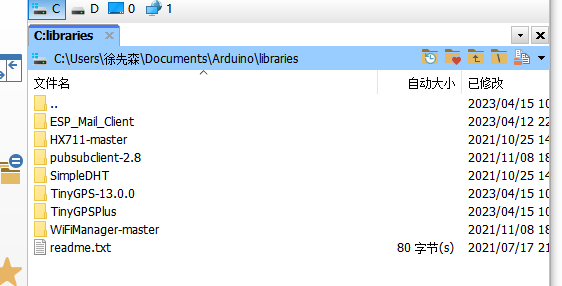 C D 0 1
C:libraries
C:\Users\徐先森\Documents\Arduino\libraries
文件名 自动大小 已修改
.. 2023/04/15 10
ESP_Mail_Client 2023/04/12 22
HX711-master 2021/10/25 14
pubsubclient-2.8 2021/11/08 18
SimpleDHT 2021/10/25 14
TinyGPS-13.0.0 2023/04/15 10
TinyGPSPlus 2023/04/15 10
WiFiManager-master 2021/11/08 18
readme.txt 80 字节(s) 2021/07/17 21